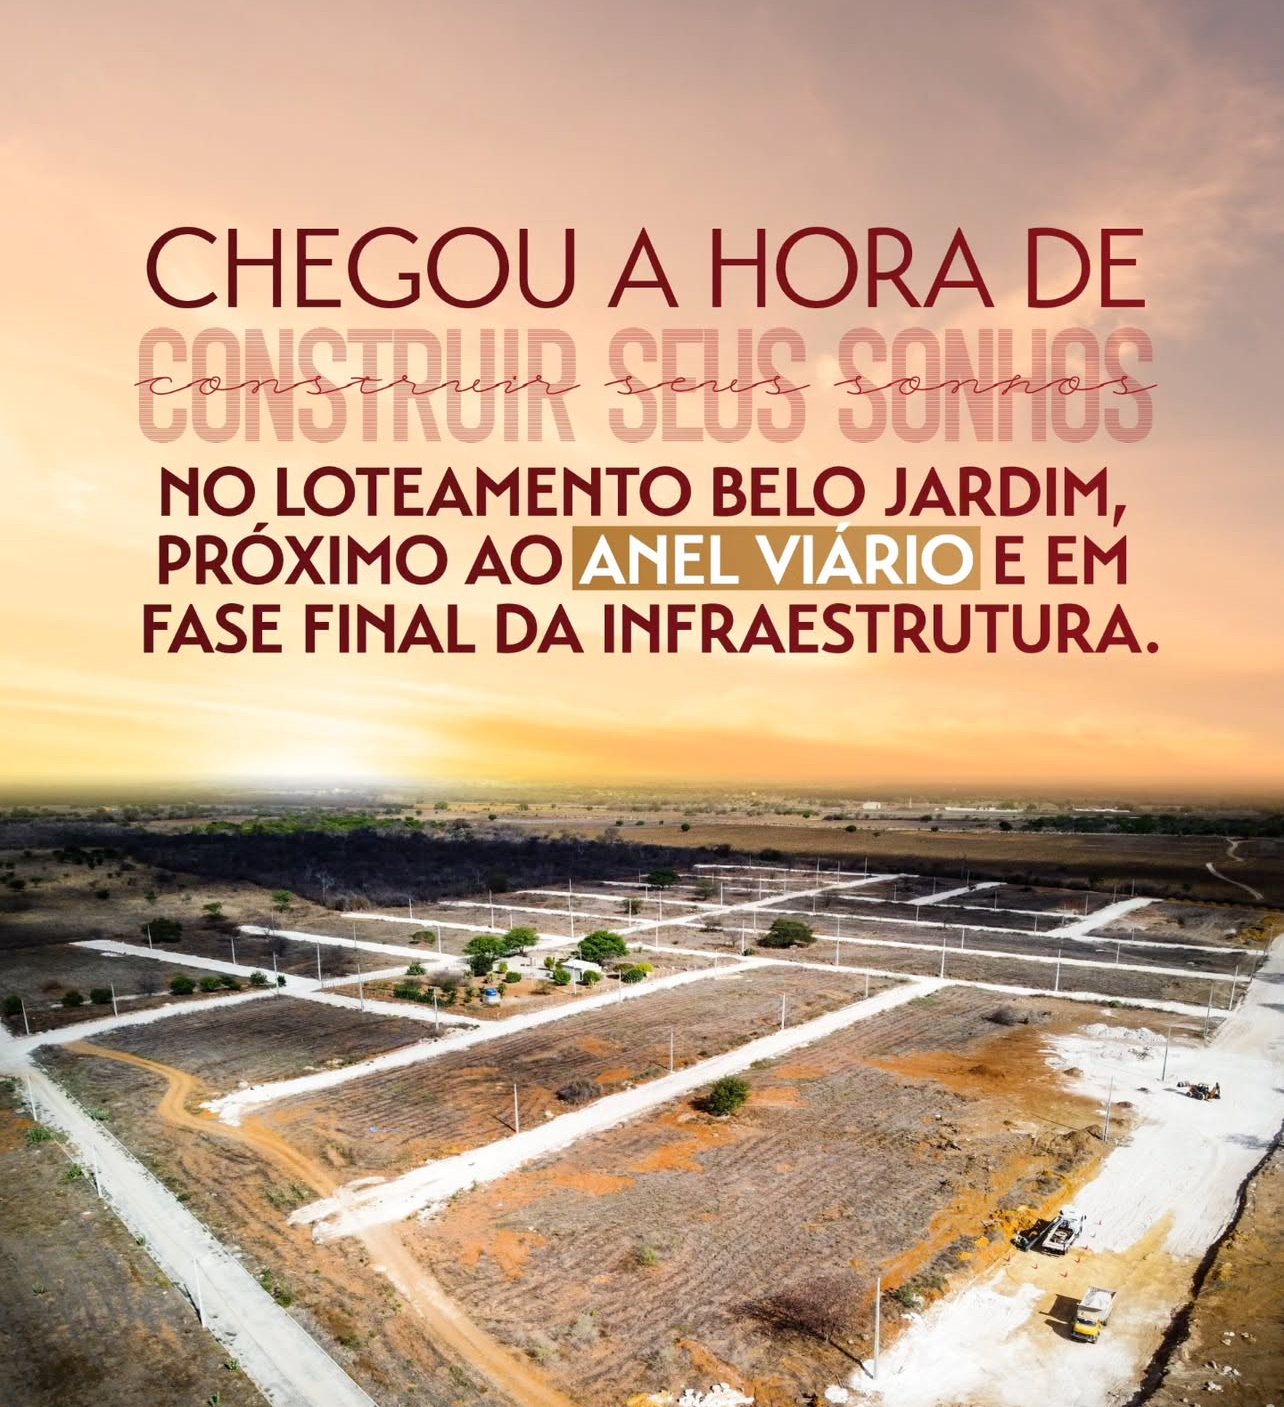 CHEGOU A HORA DE
CONSTRUIR SEUS SONHOS
construir seus sonhos
NO LOTEAMENTO BELO JARDIM,
PRÓXIMO AO ANEL VIÁRIO E EM
FASE FINAL DA INFRAESTRUTURA.